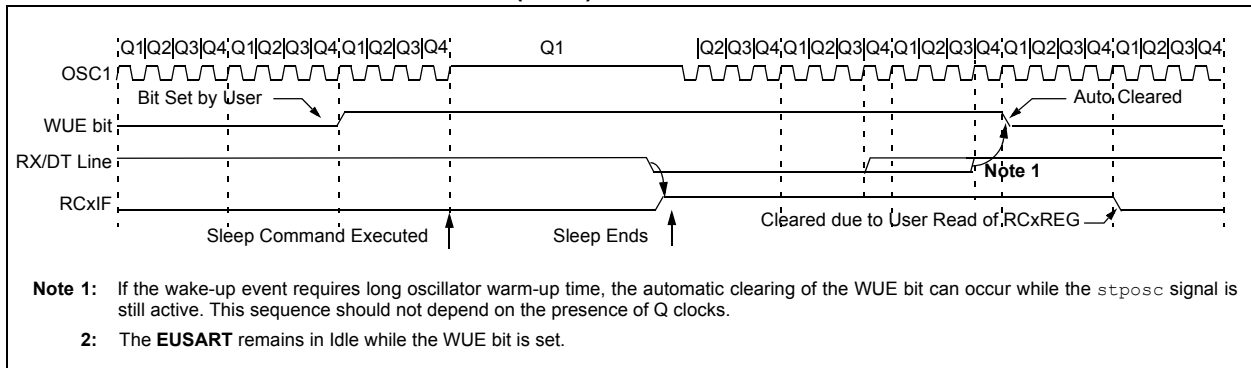 Q1 Q2 Q3 Q4 Q1 Q2 Q3 Q4 Q1 Q2 Q3 Q4 Q1 Q2 Q3 Q4 Q1 Q2 Q3 Q4 Q1 Q2 Q3 Q4 Q1 Q2 Q3 Q4 Q1 Q2 Q3 Q4
OSC1
Bit Set by User
Auto Cleared
WUE bit
RX/DT Line
Note 1
RCxIF
Cleared due to User Read of RCxREG
Sleep Command Executed
Sleep Ends
Note 1: If the wake-up event requires long oscillator warm-up time, the automatic clearing of the WUE bit can occur while the stposc signal is
still active. This sequence should not depend on the presence of Q clocks.
2: The EUSART remains in Idle while the WUE bit is set.